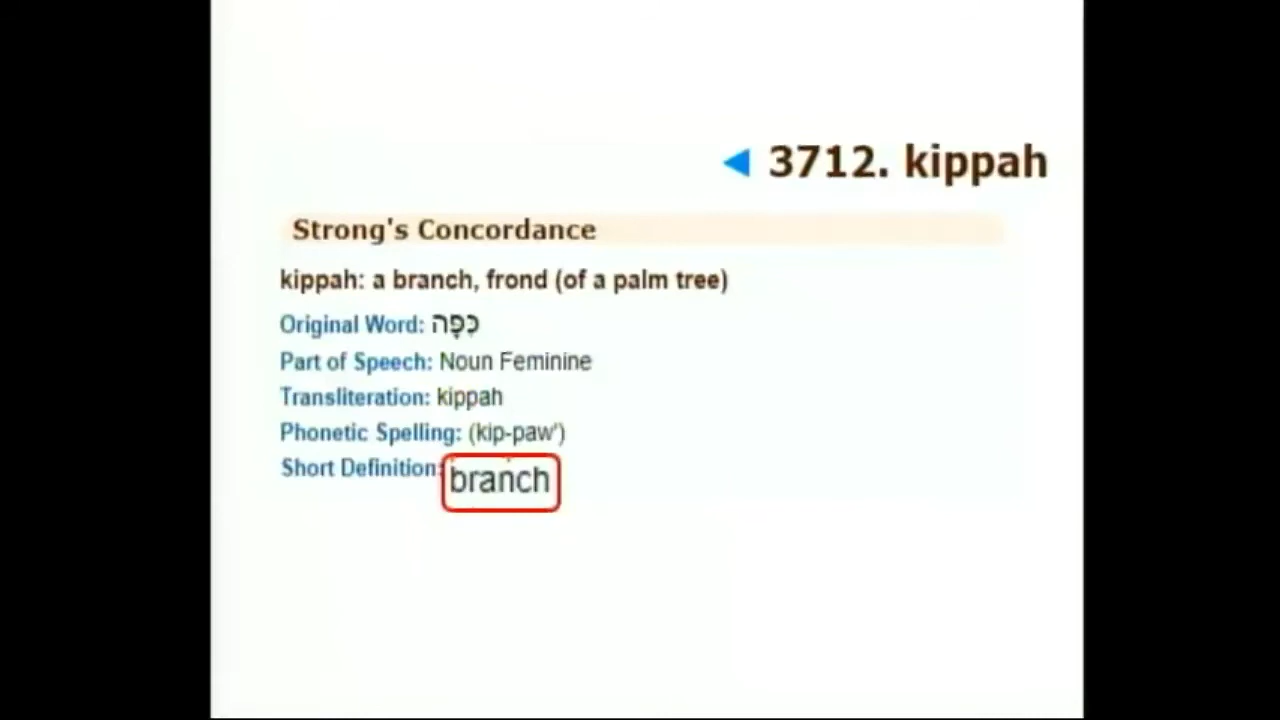 3712. kippah
Strong's Concordance
kippah: a branch, frond (of a palm tree)
Original Word: כִּפָּה
Part of Speech: Noun Feminine
Transliteration: kippah
Phonetic Spelling: (kip-paw')
Short Definition: branch